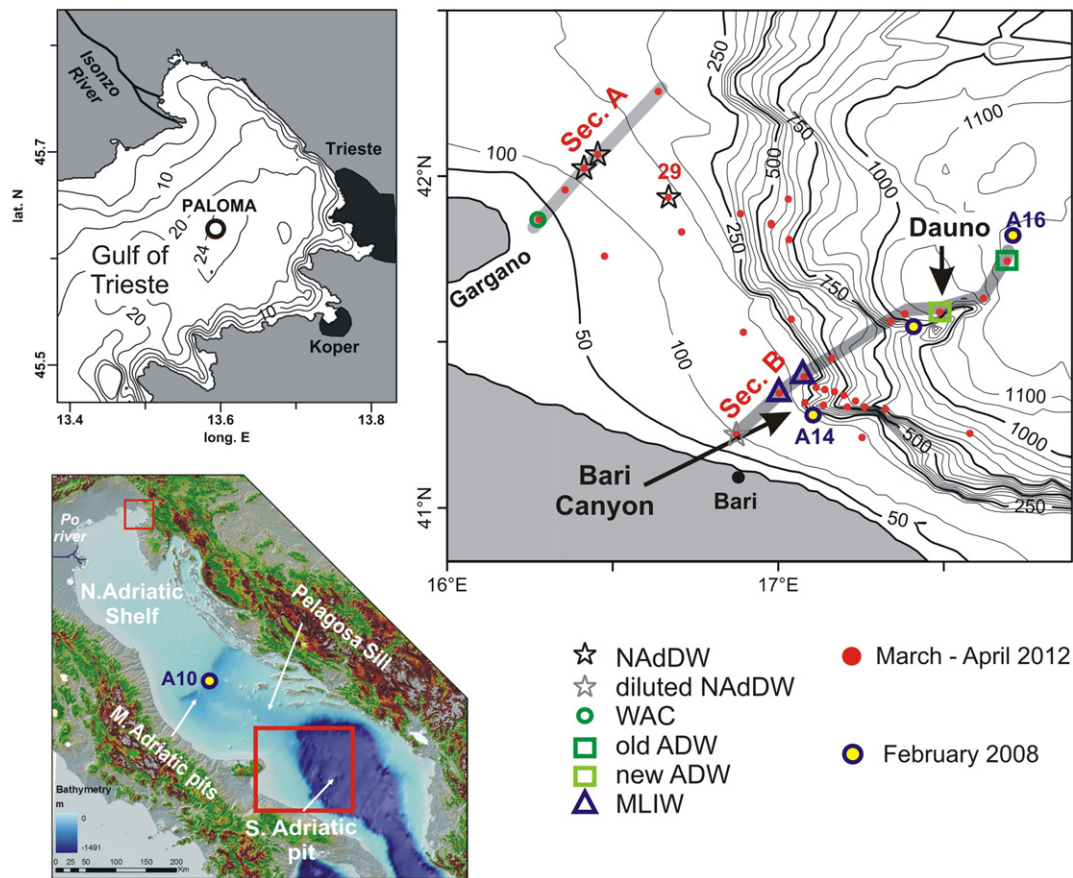 Isonzo
River
45.7
lat. N
45.5
10
20
PALOMA
24
Gulf of
Trieste
20
10
Trieste
Koper
13.4
13.6
13.8
long. E
250
100
Sec. A
29
750
500
1000
1100
42°N
Gargano
Dauno
A16
250
750
50
100
Sec. B
A14
500
1100
1000
250
Bari
Canyon
Bari
50
41°N
16°E
17°E
Po
river
N.Adriatic
Shelf
Pelagosa Sill
A10
M. Adriatic pits
S. Adriatic
pit
Bathymetry
m
0
-1491
0 25 50 100 150 200
Km
NAdDW
diluted NAdDW
WAC
old ADW
new ADW
MLIW
March - April 2012
February 2008